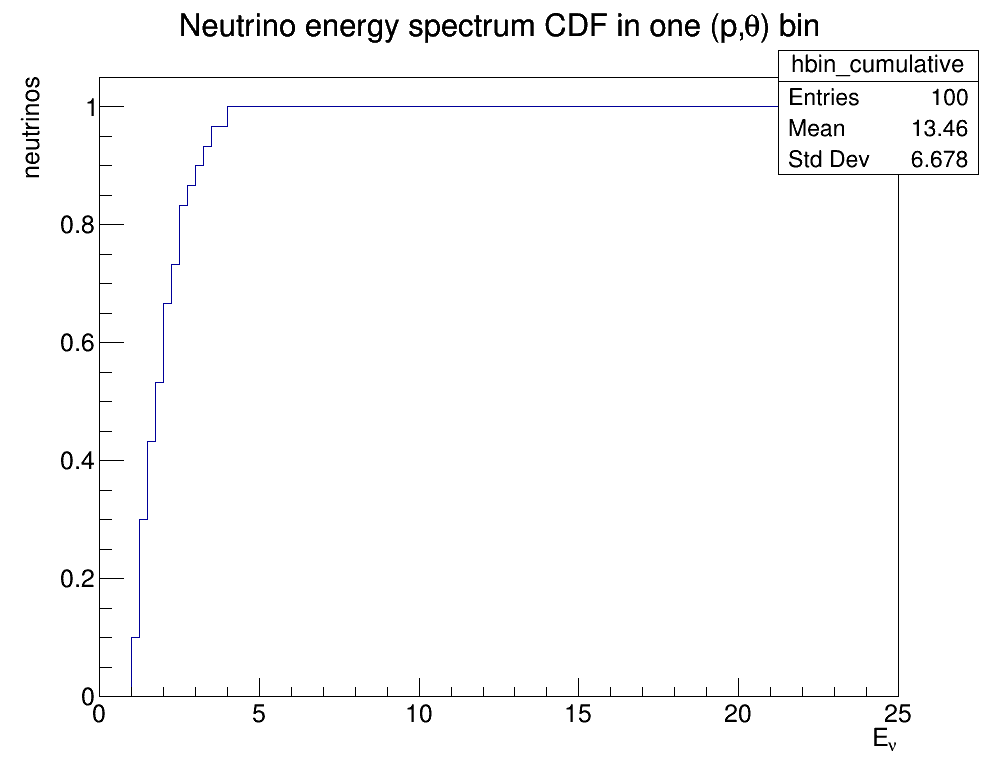 Neutrino energy spectrum CDF in one (p,θ) bin
hbin_cumulative
Entries 100
Mean 13.46
Std Dev 6.678
neutrinos
1
0.8
0.6
0.4
0.2
0
0 5 10 15 20 25
Eν